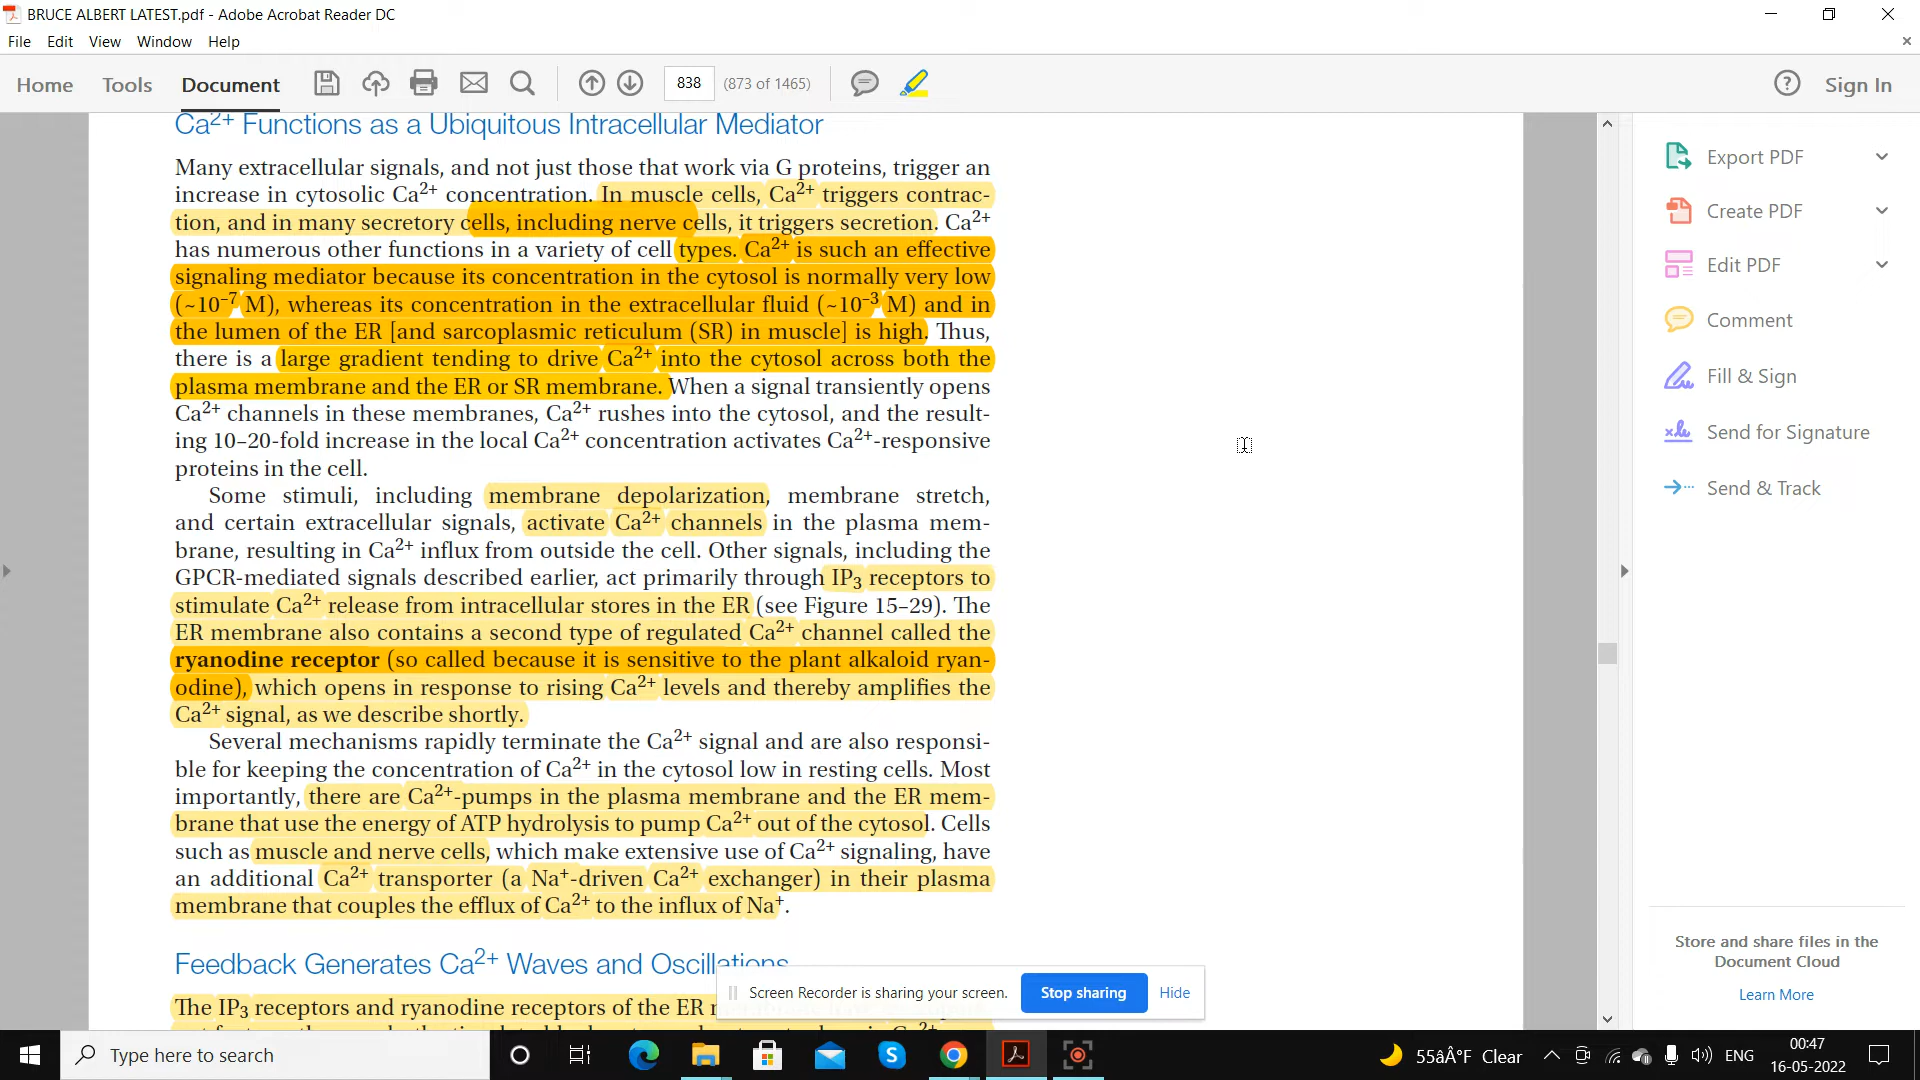 BRUCE ALBERT LATEST.pdf - Adobe Acrobat Reader DC
File Edit View Window Help
Home Tools Document 838 (873 of 1465) Sign In
Ca2+ Functions as a Ubiquitous Intracellular Mediator
Many extracellular signals, and not just those that work via G proteins, trigger an
increase in cytosolic Ca2+ concentration. In muscle cells, Ca2+ triggers contrac-
tion, and in many secretory cells, including nerve cells, it triggers secretion. Ca2+
has numerous other functions in a variety of cell types. Ca2+ is such an effective
signaling mediator because its concentration in the cytosol is normally very low
(~10–7 M), whereas its concentration in the extracellular fluid (~10–3 M) and in
the lumen of the ER [and sarcoplasmic reticulum (SR) in muscle] is high. Thus,
there is a large gradient tending to drive Ca2+ into the cytosol across both the
plasma membrane and the ER or SR membrane. When a signal transiently opens
Ca2+ channels in these membranes, Ca2+ rushes into the cytosol, and the result-
ing 10–20-fold increase in the local Ca2+ concentration activates Ca2+-responsive
proteins in the cell.
Some stimuli, including membrane depolarization, membrane stretch,
and certain extracellular signals, activate Ca2+ channels in the plasma mem-
brane, resulting in Ca2+ influx from outside the cell. Other signals, including the
GPCR-mediated signals described earlier, act primarily through IP3 receptors to
stimulate Ca2+ release from intracellular stores in the ER (see Figure 15–29). The
ER membrane also contains a second type of regulated Ca2+ channel called the
ryanodine receptor (so called because it is sensitive to the plant alkaloid ryan-
odine), which opens in response to rising Ca2+ levels and thereby amplifies the
Ca2+ signal, as we describe shortly.
Several mechanisms rapidly terminate the Ca2+ signal and are also responsi-
ble for keeping the concentration of Ca2+ in the cytosol low in resting cells. Most
importantly, there are Ca2+-pumps in the plasma membrane and the ER mem-
brane that use the energy of ATP hydrolysis to pump Ca2+ out of the cytosol. Cells
such as muscle and nerve cells, which make extensive use of Ca2+ signaling, have
an additional Ca2+ transporter (a Na+-driven Ca2+ exchanger) in their plasma
membrane that couples the efflux of Ca2+ to the influx of Na+.
Feedback Generates Ca2+ Waves and Oscillations
The IP3 receptors and ryanodine receptors of the ER
Export PDF
Create PDF
Edit PDF
Comment
Fill & Sign
Send for Signature
Send & Track
Store and share files in the
Document Cloud
Learn More
Screen Recorder is sharing your screen. Stop sharing Hide
Type here to search
55â°F Clear ENG 00:47
16-05-2022